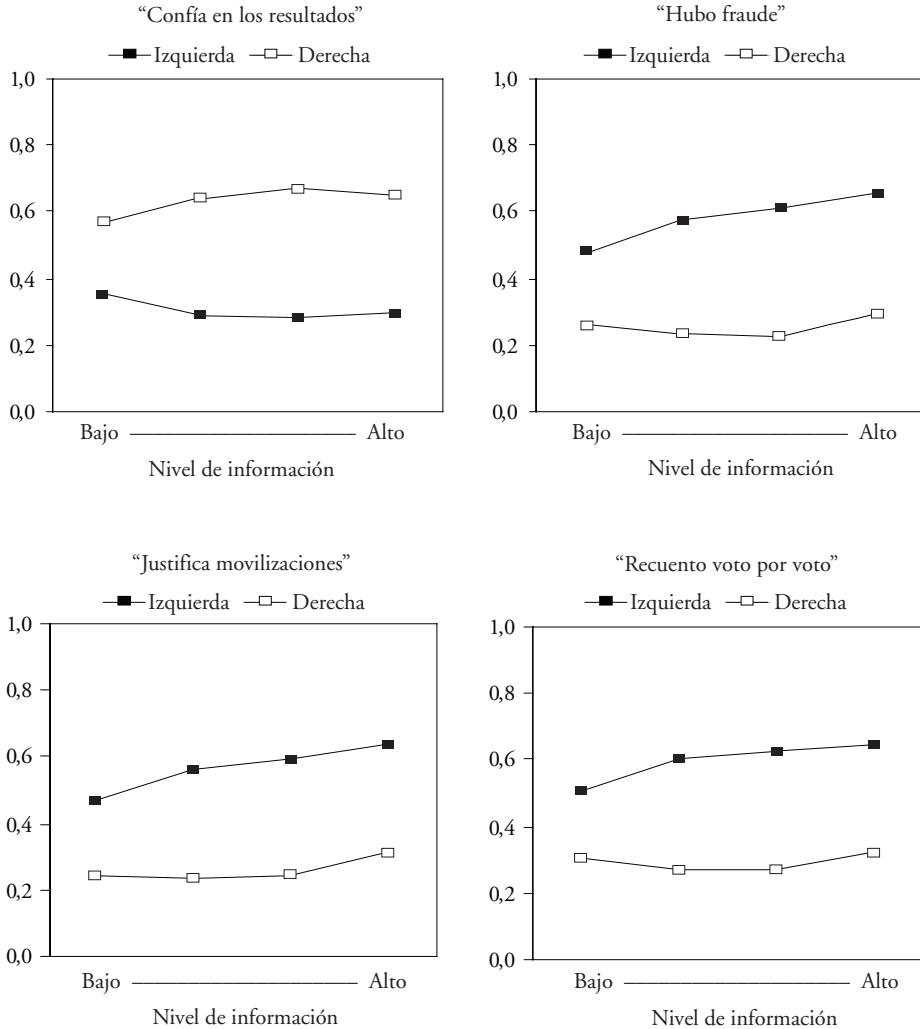 “Confía en los resultados”
Izquierda Derecha
1,0
0,8
0,6
0,4
0,2
0,0
Bajo Alto
Nivel de información
“Hubo fraude”
Izquierda Derecha
1,0
0,8
0,6
0,4
0,2
0,0
Bajo Alto
Nivel de información
“Justifica movilizaciones”
Izquierda Derecha
1,0
0,8
0,6
0,4
0,2
0,0
Bajo Alto
Nivel de información
“Recuento voto por voto”
Izquierda Derecha
1,0
0,8
0,6
0,4
0,2
0,0
Bajo Alto
Nivel de información